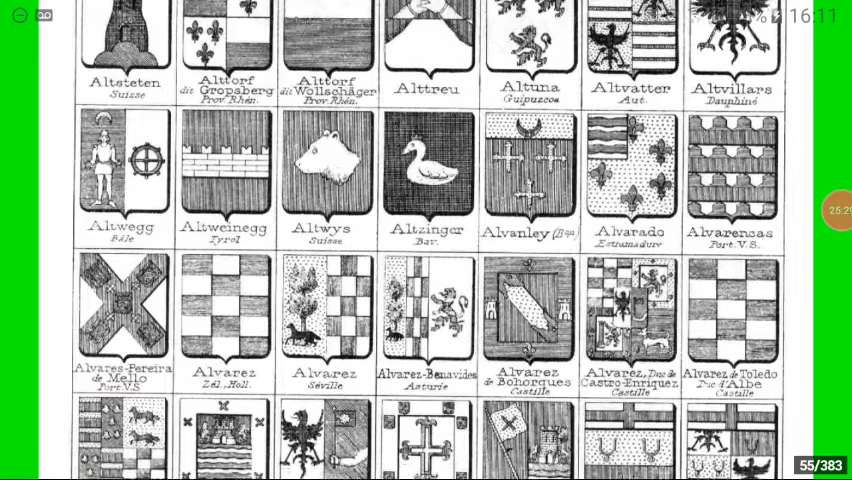 16:11
Altsteten
Suisse
Alttorf
dit Gropsberg
Prov. Rhén.
Alttorf
dit Wollschäger
Prov. Rhén.
Alttreu
Altuna
Guipuzcoa
Altvatter
Aut.
Altvillars
Dauphiné
Altwegg
Bâle
Altweinegg
Tyrol
Altwys
Suisse
Altzinger
Bav.
Alvanley (Bon)
Alvarado
Estramadure
Alvarencas
Port. V.S.
Alvares-Pereira
de Mello
Port. V.S
Alvarez
Zél., Holl.
Alvarez
Séville
Alvarez-Benavides
Asturie
Alvarez
de Bohorques
Castille
Alvarez, Duc de
Castro-Enriquez
Castille
Alvarez de Toledo
Duc d'Albe
Castille
55/383